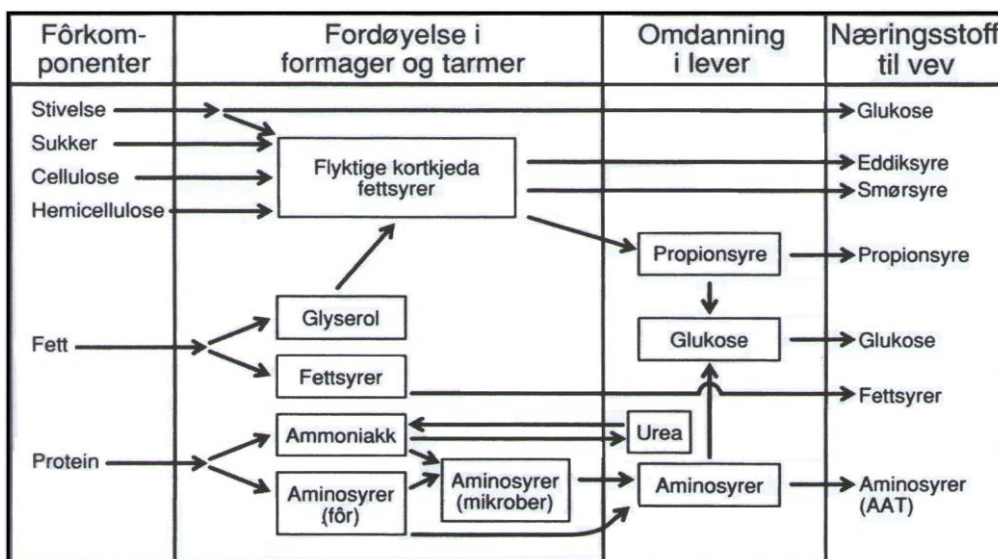 Fôrkom-
ponenter
Fordøyelse i
formager og tarmer
Omdanning
i lever
Næringsstoff
til vev
Stivelse
Glukose
Sukker
Flyktige kortkjeda
fettsyrer
Eddiksyre
Cellulose
Smørsyre
Hemicellulose
Propionsyre
Propionsyre
Glyserol
Fett
Glukose
Glukose
Fettsyrer
Fettsyrer
Ammoniakk
Urea
Protein
Aminosyrer
(fôr)
Aminosyrer
(mikrober)
Aminosyrer
Aminosyrer
(AAT)